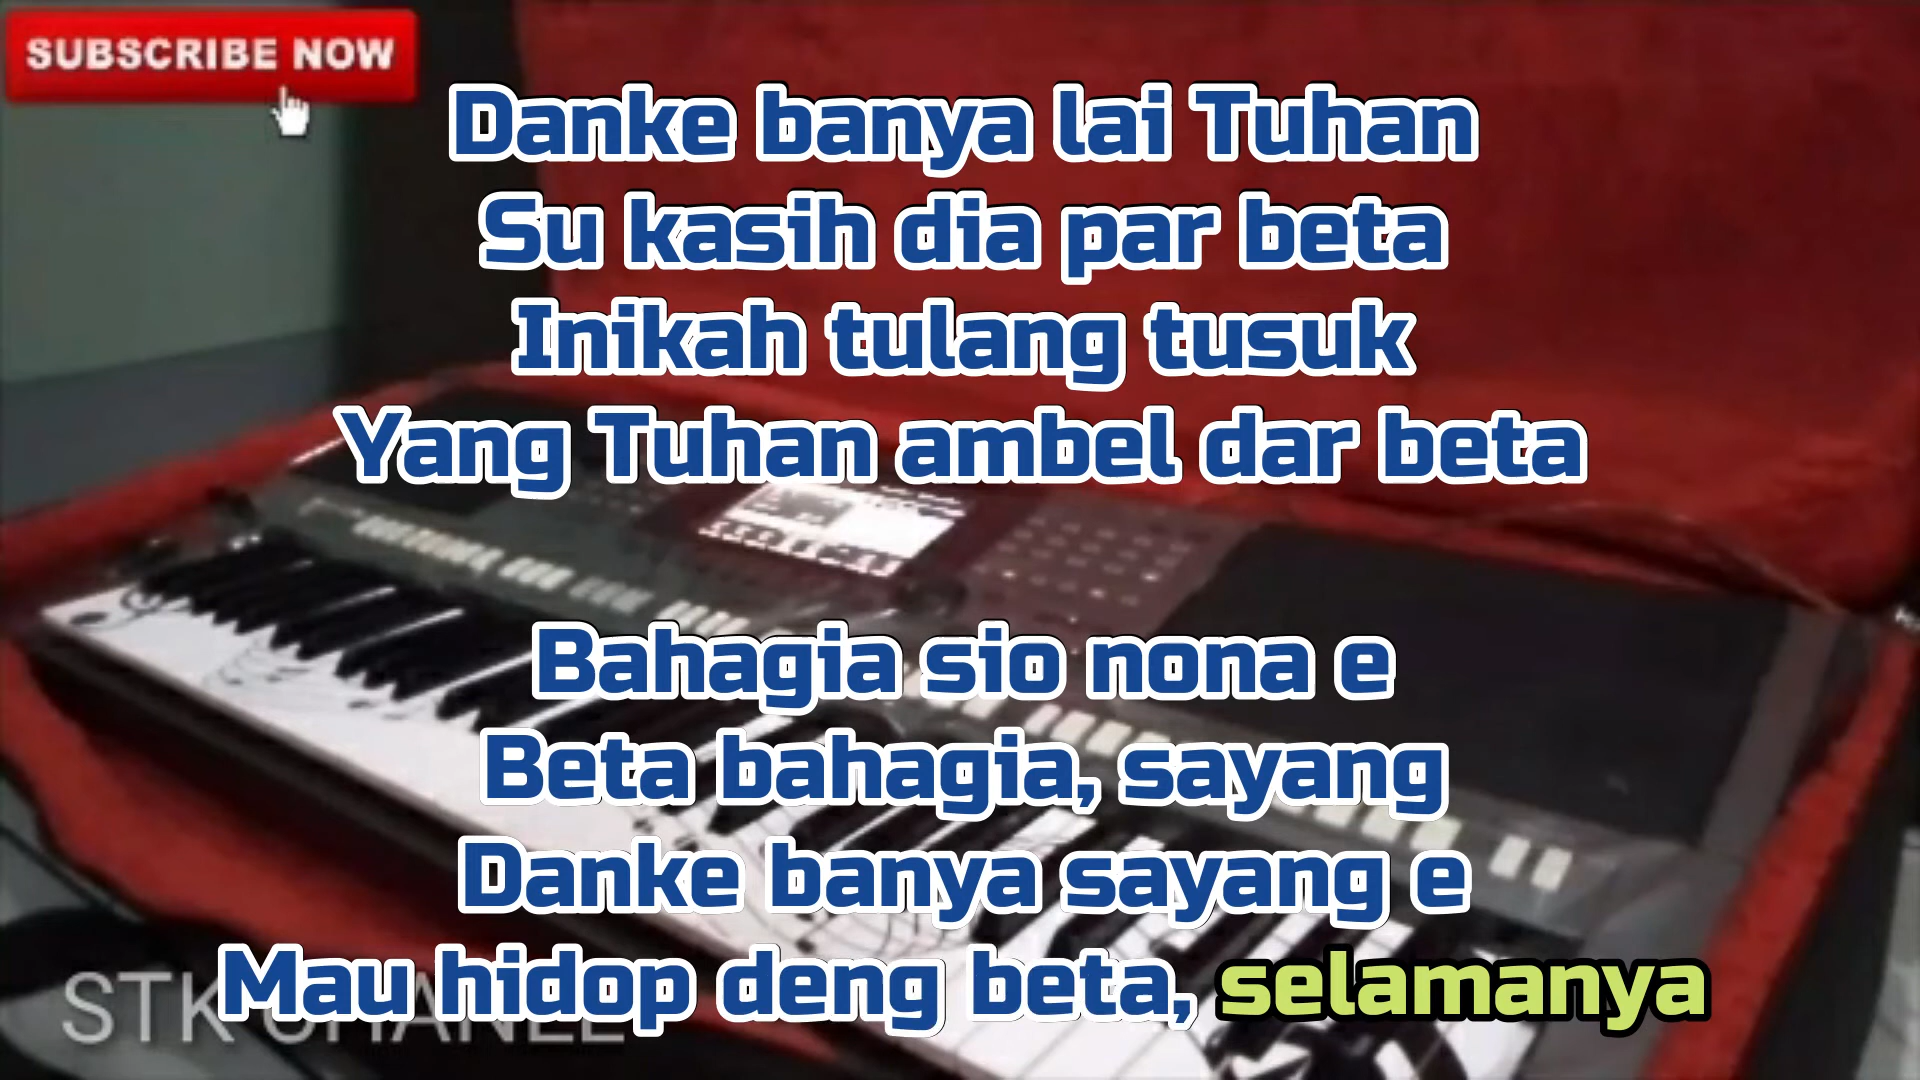 SUBSCRIBE NOW
Danke banya lai Tuhan
Su kasih dia par beta
Inikah tulang tusuk
Yang Tuhan ambel dar beta
Bahagia sio nona e
Beta bahagia, sayang
Danke banya sayang e
Mau hidop deng beta, selamanya
STK CHANEL